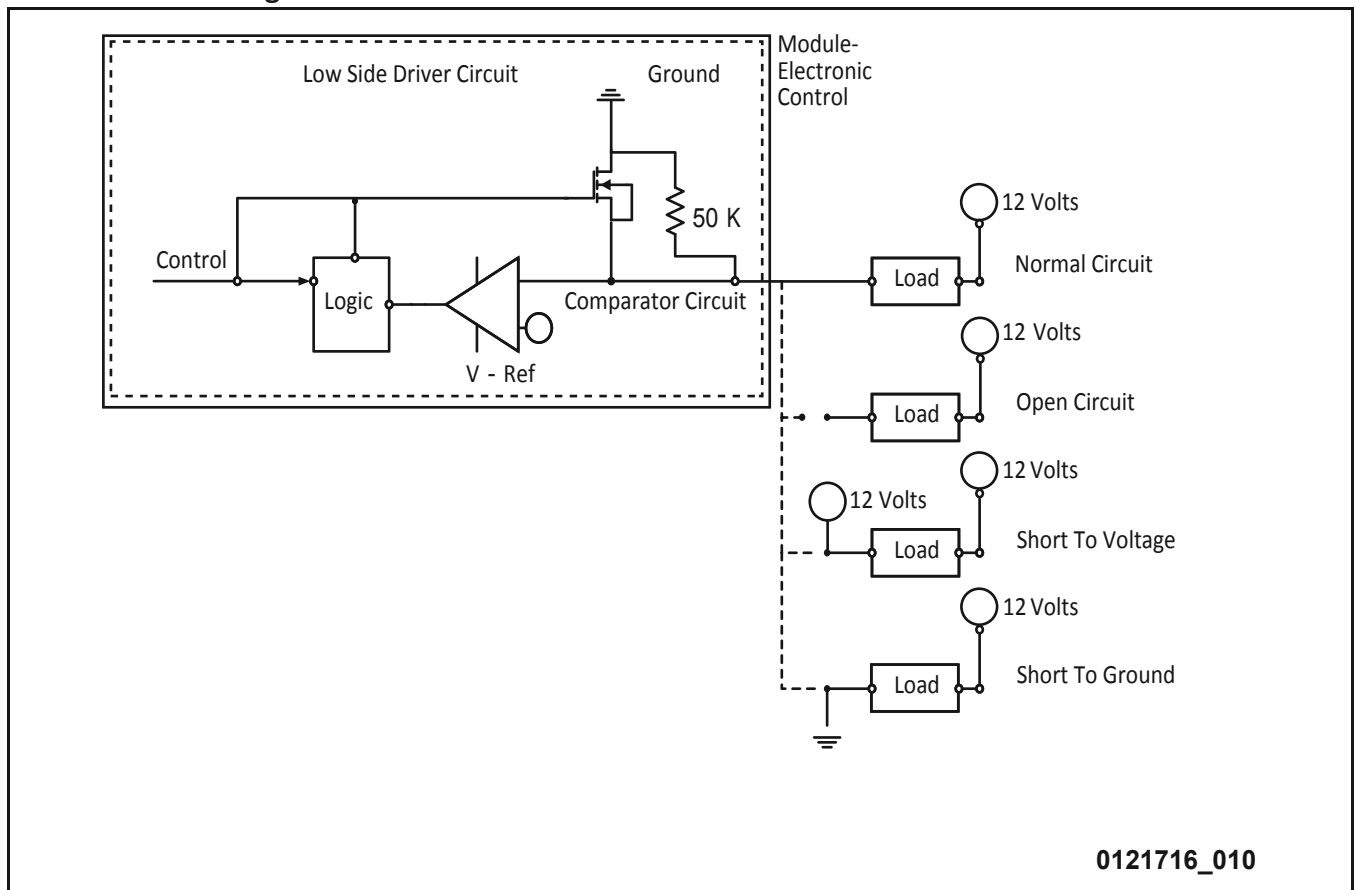 Low Side Driver Circuit
Ground
Module-
Electronic
Control
50 K
Control
Logic
Comparator Circuit
V - Ref
12 Volts
Load
Normal Circuit
12 Volts
Load
Open Circuit
12 Volts
12 Volts
Load
Short To Voltage
12 Volts
Load
Short To Ground
0121716_010